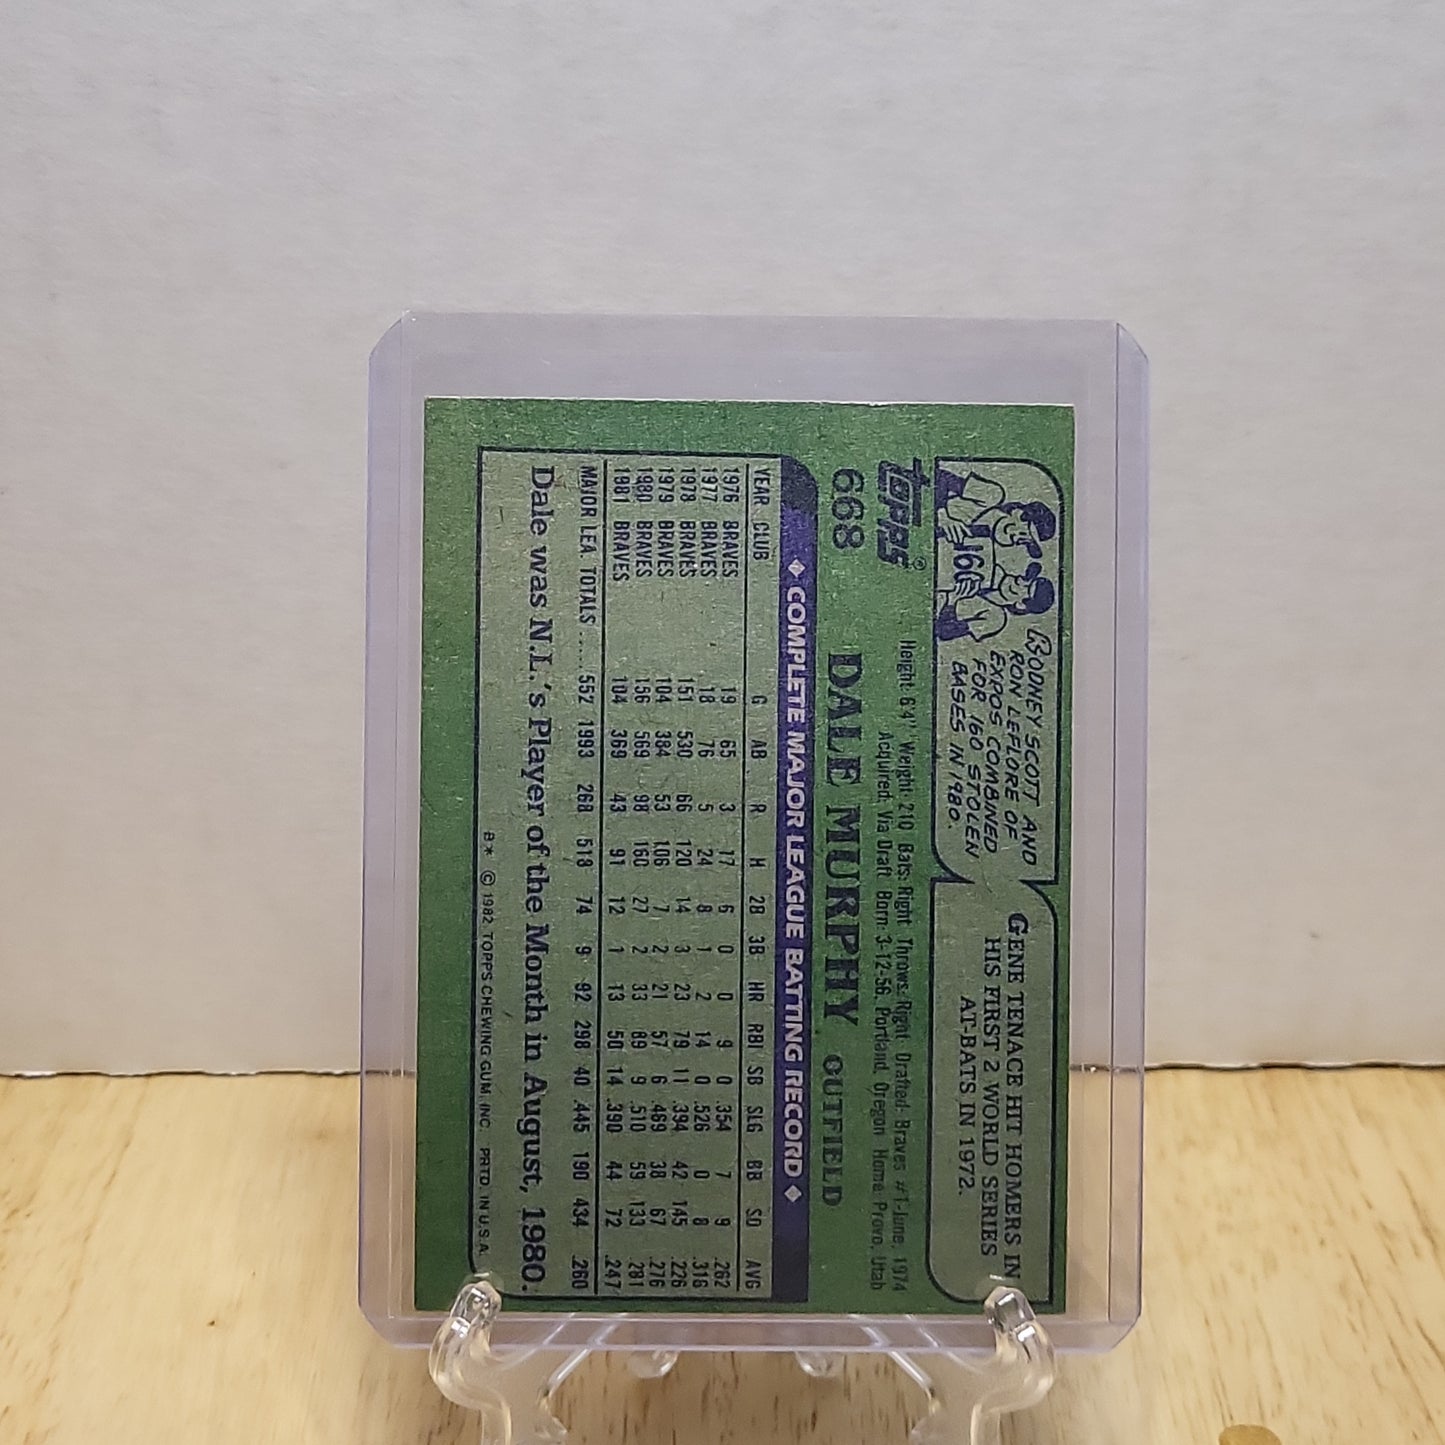 160
RODNEY SCOTT AND
RON LEFLORE OF
EXPOS COMBINED
FOR 160 STOLEN
BASES IN 1980.
GENE TENACE HIT HOMERS IN
HIS FIRST 2 WORLD SERIES
AT-BATS IN 1972.
TOPPS®
668
Height: 6'4" Weight: 210 Bats: Right Throws: Right Drafted: Braves #1-June, 1974
Acquired: Via Draft Born: 3-12-56, Portland, Oregon Home: Provo, Utah
DALE MURPHY OUTFIELD
COMPLETE MAJOR LEAGUE BATTING RECORD
YEAR CLUB G AB R H 2B 3B HR RBI SB SLG BB SO AVG
1976 BRAVES 19 65 3 17 6 0 0 9 0 .354 7 9 .262
1977 BRAVES 18 76 5 24 8 1 2 14 0 .526 0 8 .316
1978 BRAVES 151 530 66 120 14 3 23 79 11 .394 42 145 .226
1979 BRAVES 104 384 53 106 7 2 21 57 6 .469 38 67 .276
1980 BRAVES 156 569 98 160 27 2 33 89 9 .510 59 133 .281
1981 BRAVES 104 369 43 91 12 1 13 50 14 .390 44 72 .247
MAJOR LEA. TOTALS ..... 552 1993 268 518 74 9 92 298 40 .445 190 434 .260
Dale was N.L.'s Player of the Month in August, 1980.
B* © 1982 TOPPS CHEWING GUM, INC. PRTD. IN U.S.A.